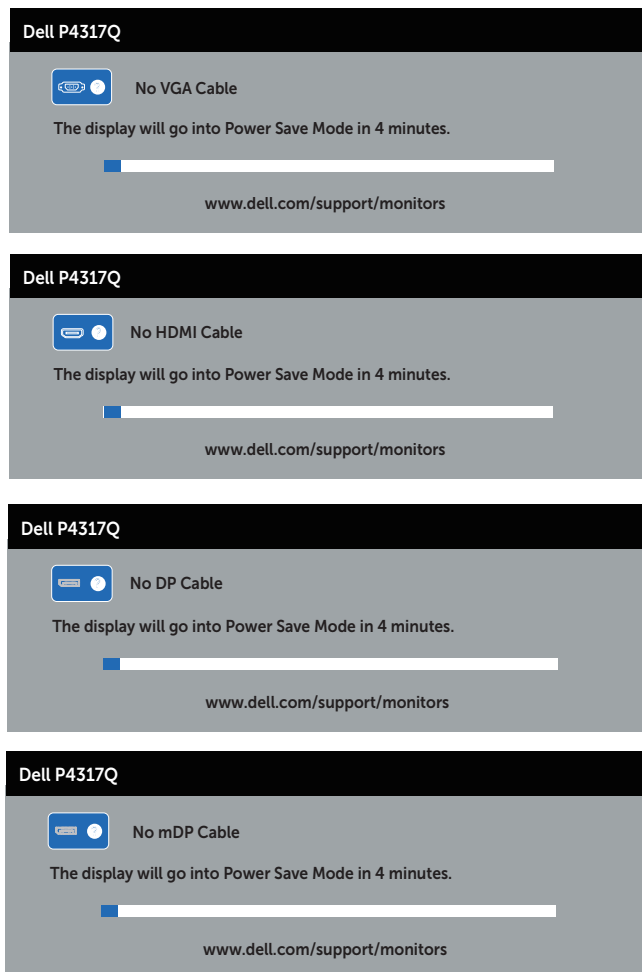 Dell P4317Q
No VGA Cable
The display will go into Power Save Mode in 4 minutes.
www.dell.com/support/monitors
Dell P4317Q
No HDMI Cable
The display will go into Power Save Mode in 4 minutes.
www.dell.com/support/monitors
Dell P4317Q
No DP Cable
The display will go into Power Save Mode in 4 minutes.
www.dell.com/support/monitors
Dell P4317Q
No mDP Cable
The display will go into Power Save Mode in 4 minutes.
www.dell.com/support/monitors